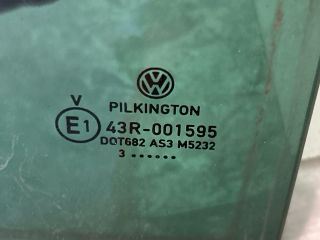 PILKINGTON
V
E1 43R-001595
DOT682 AS3 M5232
3 ••••••